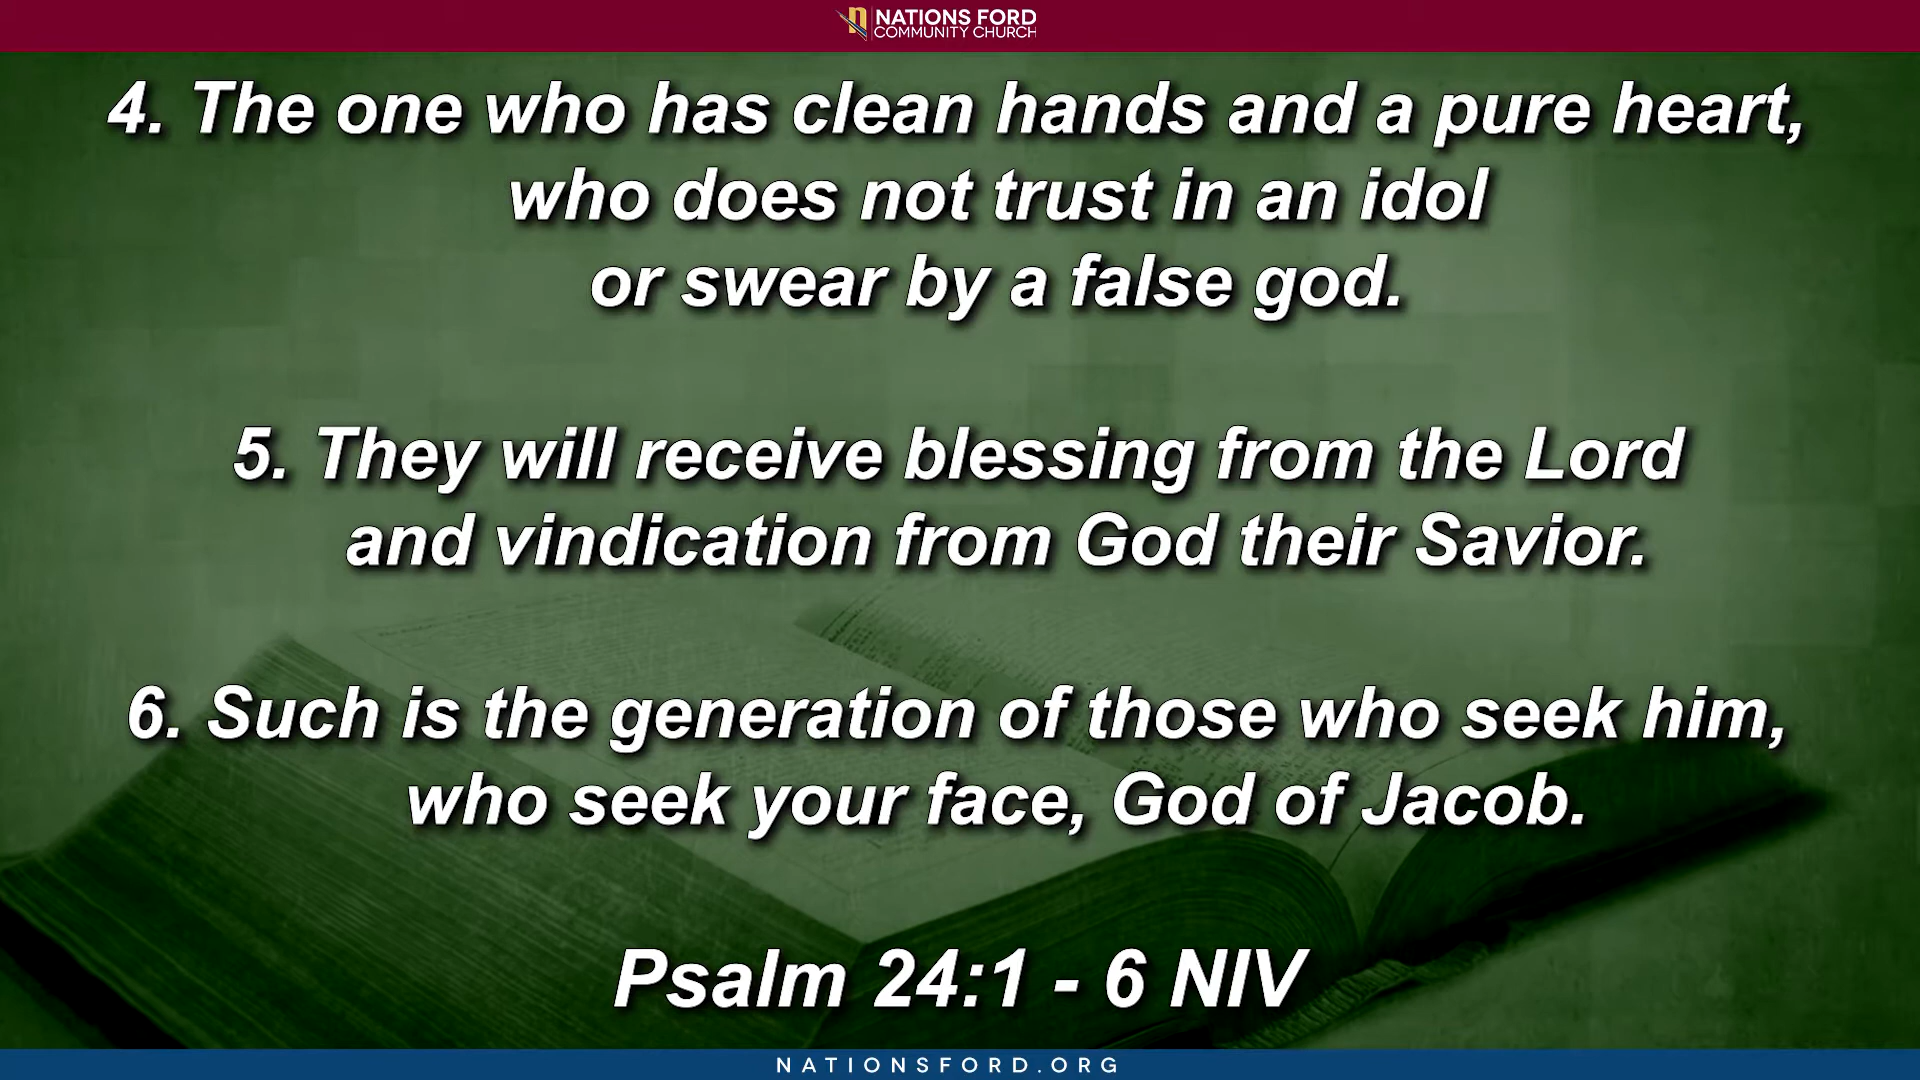 NATIONS FORD
COMMUNITY CHURCH
4. The one who has clean hands and a pure heart,
who does not trust in an idol
or swear by a false god.
5. They will receive blessing from the Lord
and vindication from God their Savior.
6. Such is the generation of those who seek him,
who seek your face, God of Jacob.
Psalm 24:1 - 6 NIV
NATIONSFORD.ORG